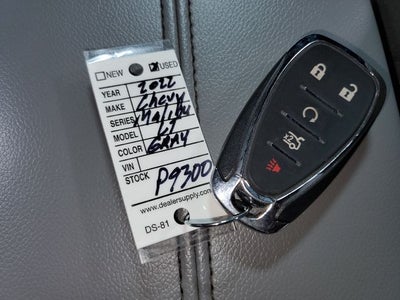 NEW USED
YEAR 2022
MAKE Chevy
SERIES Malibu
MODEL LT
COLOR GRAY
VIN
STOCK P9300
www.dealersupply.com
DS-81